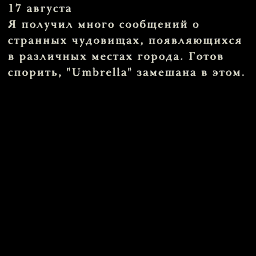 17 августа
Я получил много сообщений о
странных чудовищах, появляющихся
в различных местах города. Готов
спорить, "Umbrella" замешана в этом.